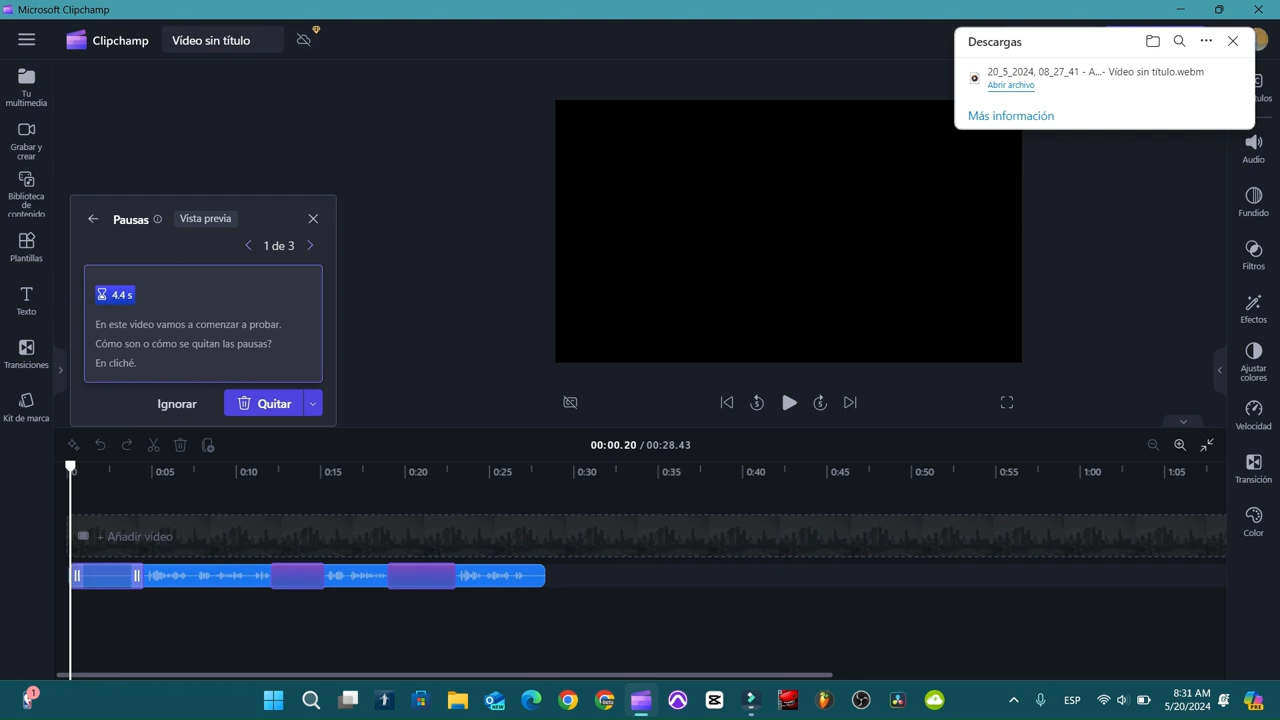 Microsoft Clipchamp
Clipchamp
Vídeo sin título
Descargas
20_5_2024, 08_27_41 - A...- Vídeo sin título.webm
Abrir archivo
Más información
Tu
multimedia
Grabar y
crear
Biblioteca
de
contenido
Plantillas
Texto
Transiciones
Kit de marca
Pausas
Vista previa
1 de 3
4.4 s
En este video vamos a comenzar a probar.
Cómo son o cómo se quitan las pausas?
En cliché.
Ignorar
Quitar
5
5
Audio
Fundido
Filtros
Efectos
Ajustar
colores
Velocidad
Transición
Color
00:00.20 / 00:28.43
0:05
0:10
0:15
0:20
0:25
0:30
0:35
0:40
0:45
0:50
0:55
1:00
1:05
+ Añadir vídeo
1
Beta
ESP
8:31 AM
5/20/2024
PRE